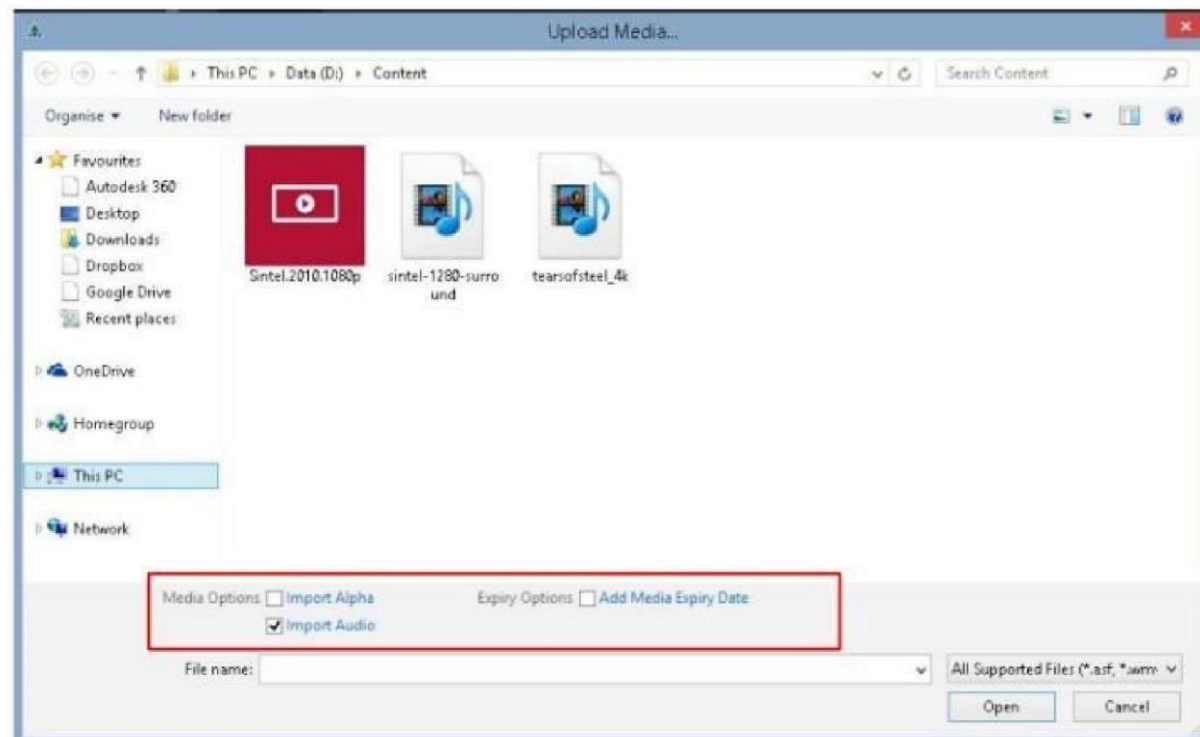 Upload Media...
This PC Data (D:) Content
Search Content
Organise New folder
Favourites
Autodesk 360
Desktop
Downloads
Dropbox
Google Drive
Recent places
OneDrive
Homegroup
This PC
Network
Sintel.2010.1080p
sintel-1280-surro
und
tearsofsteel_4k
Media Options Import Alpha Expiry Options Add Media Expiry Date
Import Audio
File name:
All Supported Files (*.asf, *.wmv
Open Cancel